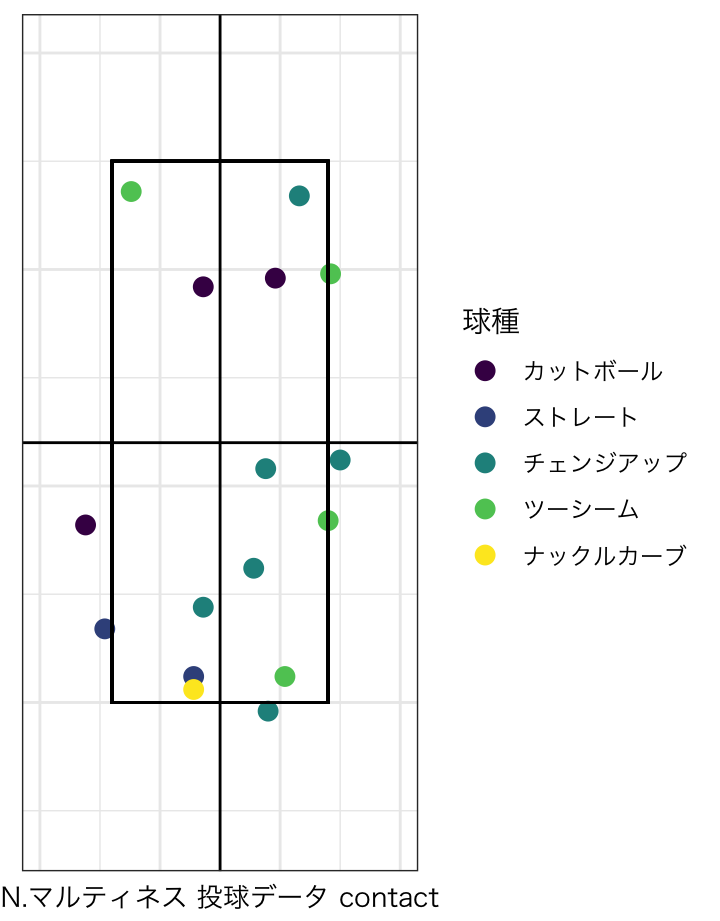 球種
カットボール
ストレート
チェンジアップ
ツーシーム
ナックルカーブ
N.マルティネス 投球データ contact